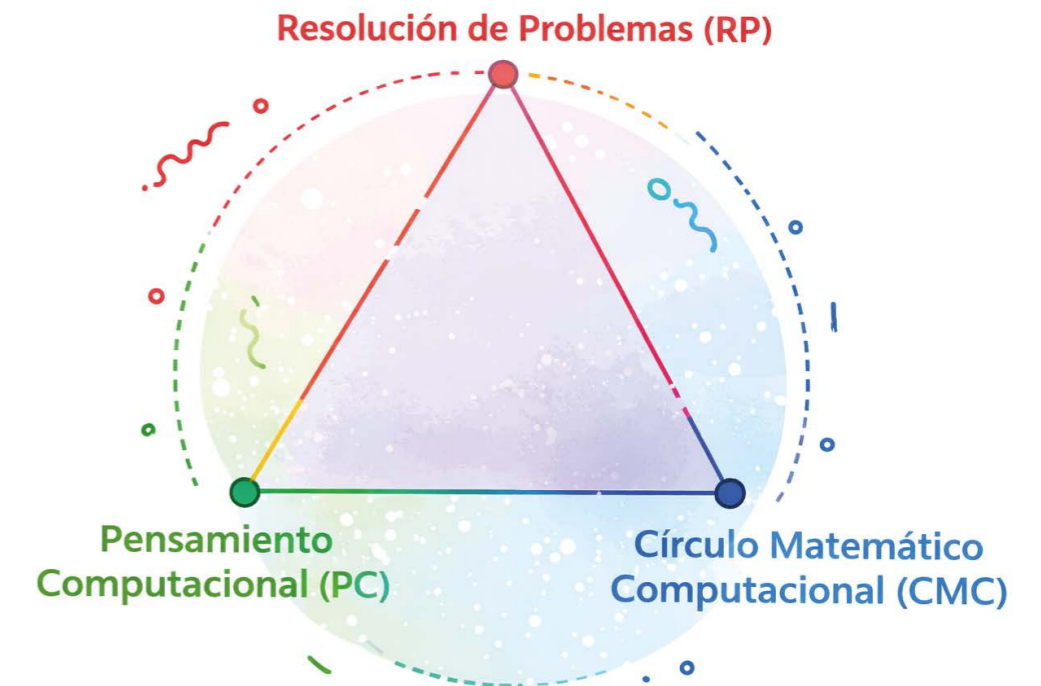 Resolución de Problemas (RP)
Pensamiento
Computacional (PC)
Círculo Matemático
Computacional (CMC)